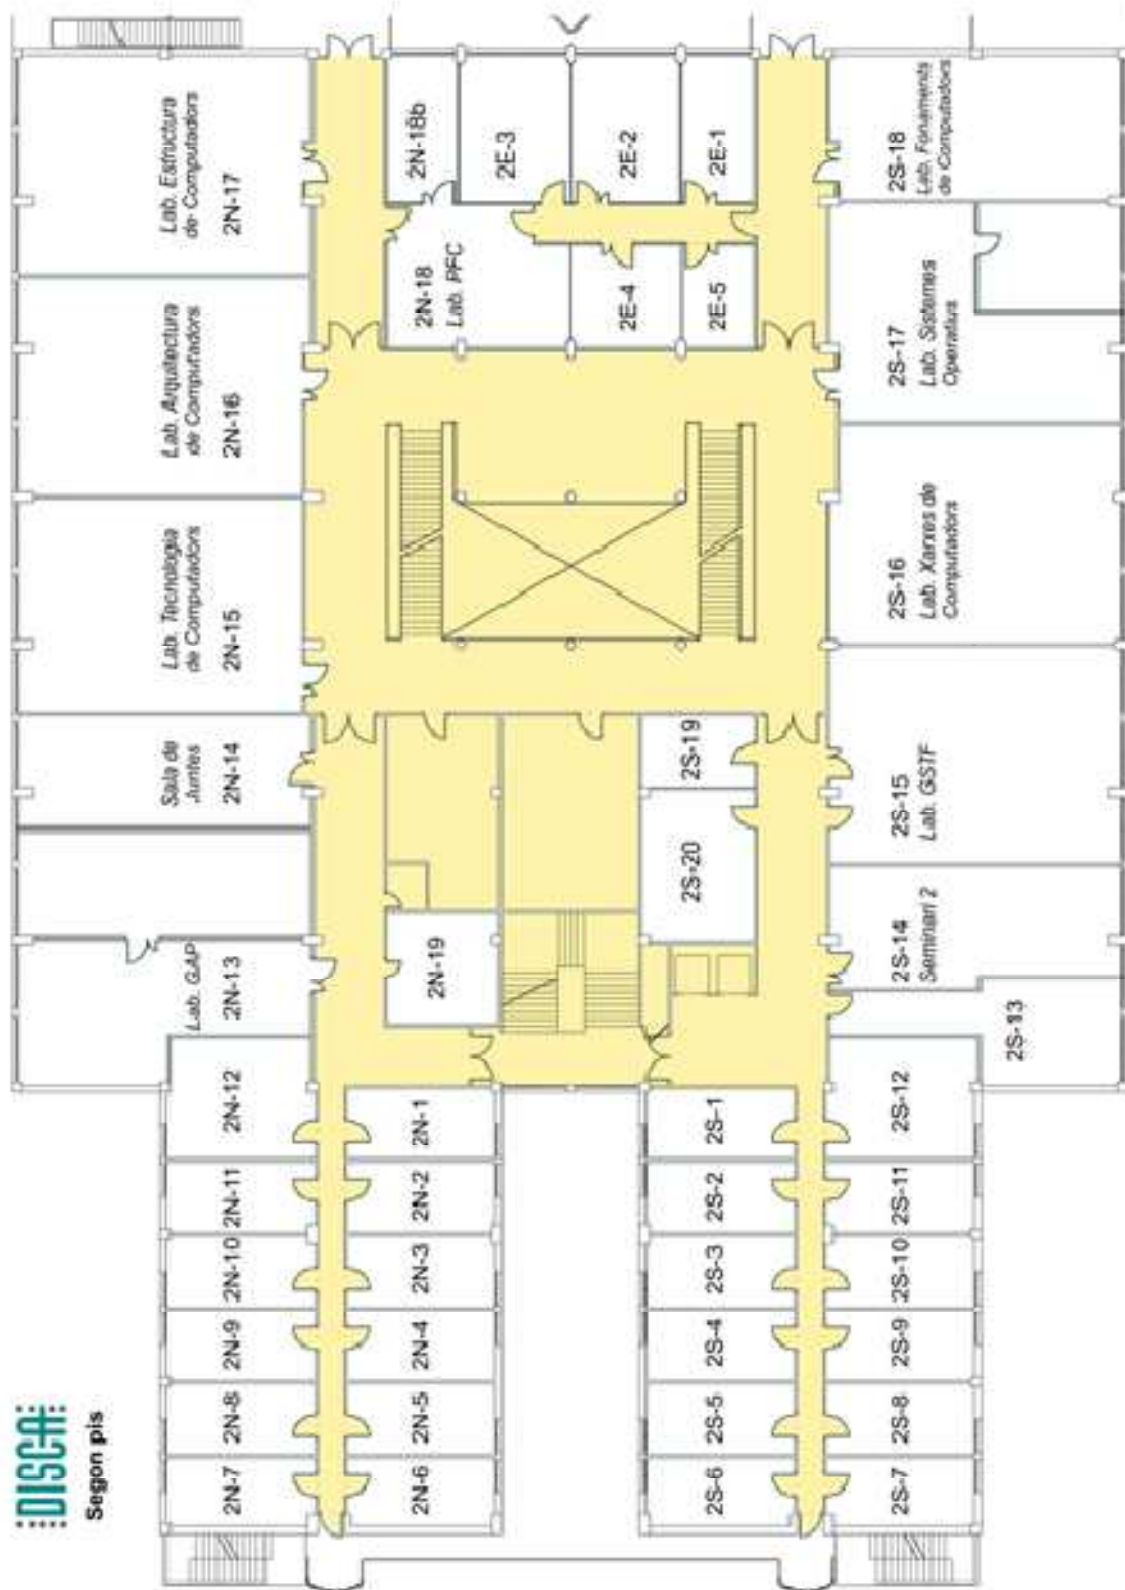 DISCA
Segon pis
Lab. Estructura
de Computadors
2N-17
Lab. Arquitectura
de Computadors
2N-16
Lab. Tecnologia
de Computadors
2N-15
Sala de
Juntes
2N-14
Lab. GAP
2N-13
2N-12
2N-11
2N-10
2N-9
2N-8
2N-7
2N-18b
2E-3
2E-2
2E-1
2N-18
Lab. PFC
2E-4
2E-5
2N-19
2S-19
2S-20
2N-1
2N-2
2N-3
2N-4
2N-5
2N-6
2S-1
2S-2
2S-3
2S-4
2S-5
2S-6
2S-18
Lab. Fonaments
de Computadors
2S-17
Lab. Sistemes
Operatius
2S-16
Lab. Xarxes de
Computadors
2S-15
Lab. GSTF
2S-14
Seminari 2
2S-13
2S-12
2S-11
2S-10
2S-9
2S-8
2S-7